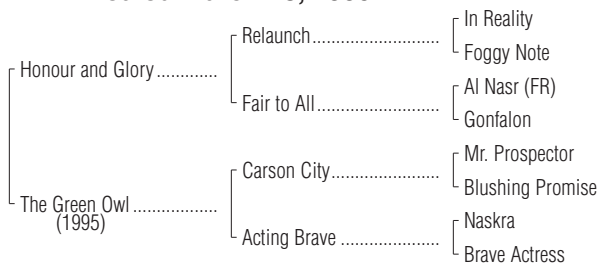 In Reality
Relaunch
Foggy Note
Honour and Glory
Al Nasr (FR)
Fair to All
Gonfalon
Mr. Prospector
Carson City
Blushing Promise
The Green Owl
(1995)
Naskra
Acting Brave
Brave Actress